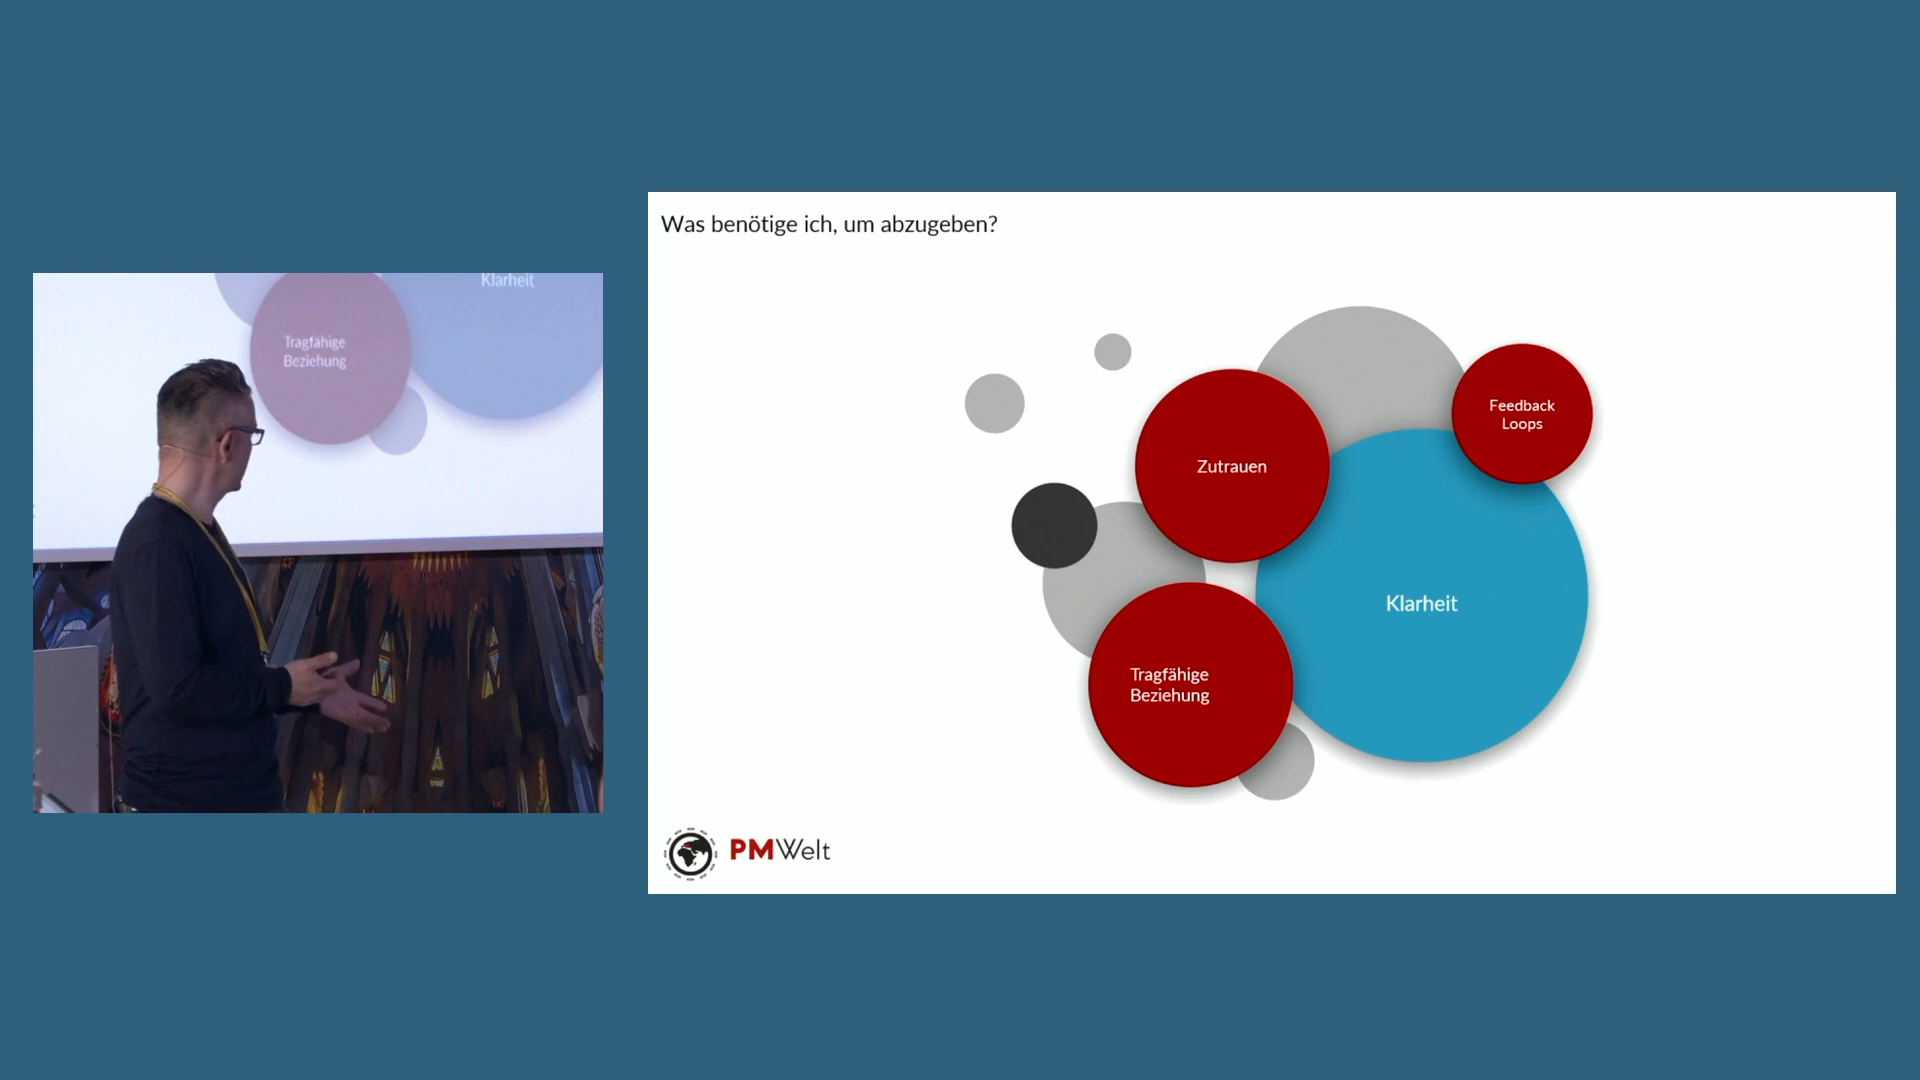 Klarheit
Tragfähige
Beziehung
Was benötige ich, um abzugeben?
Feedback
Loops
Zutrauen
Klarheit
Tragfähige
Beziehung
PMWelt